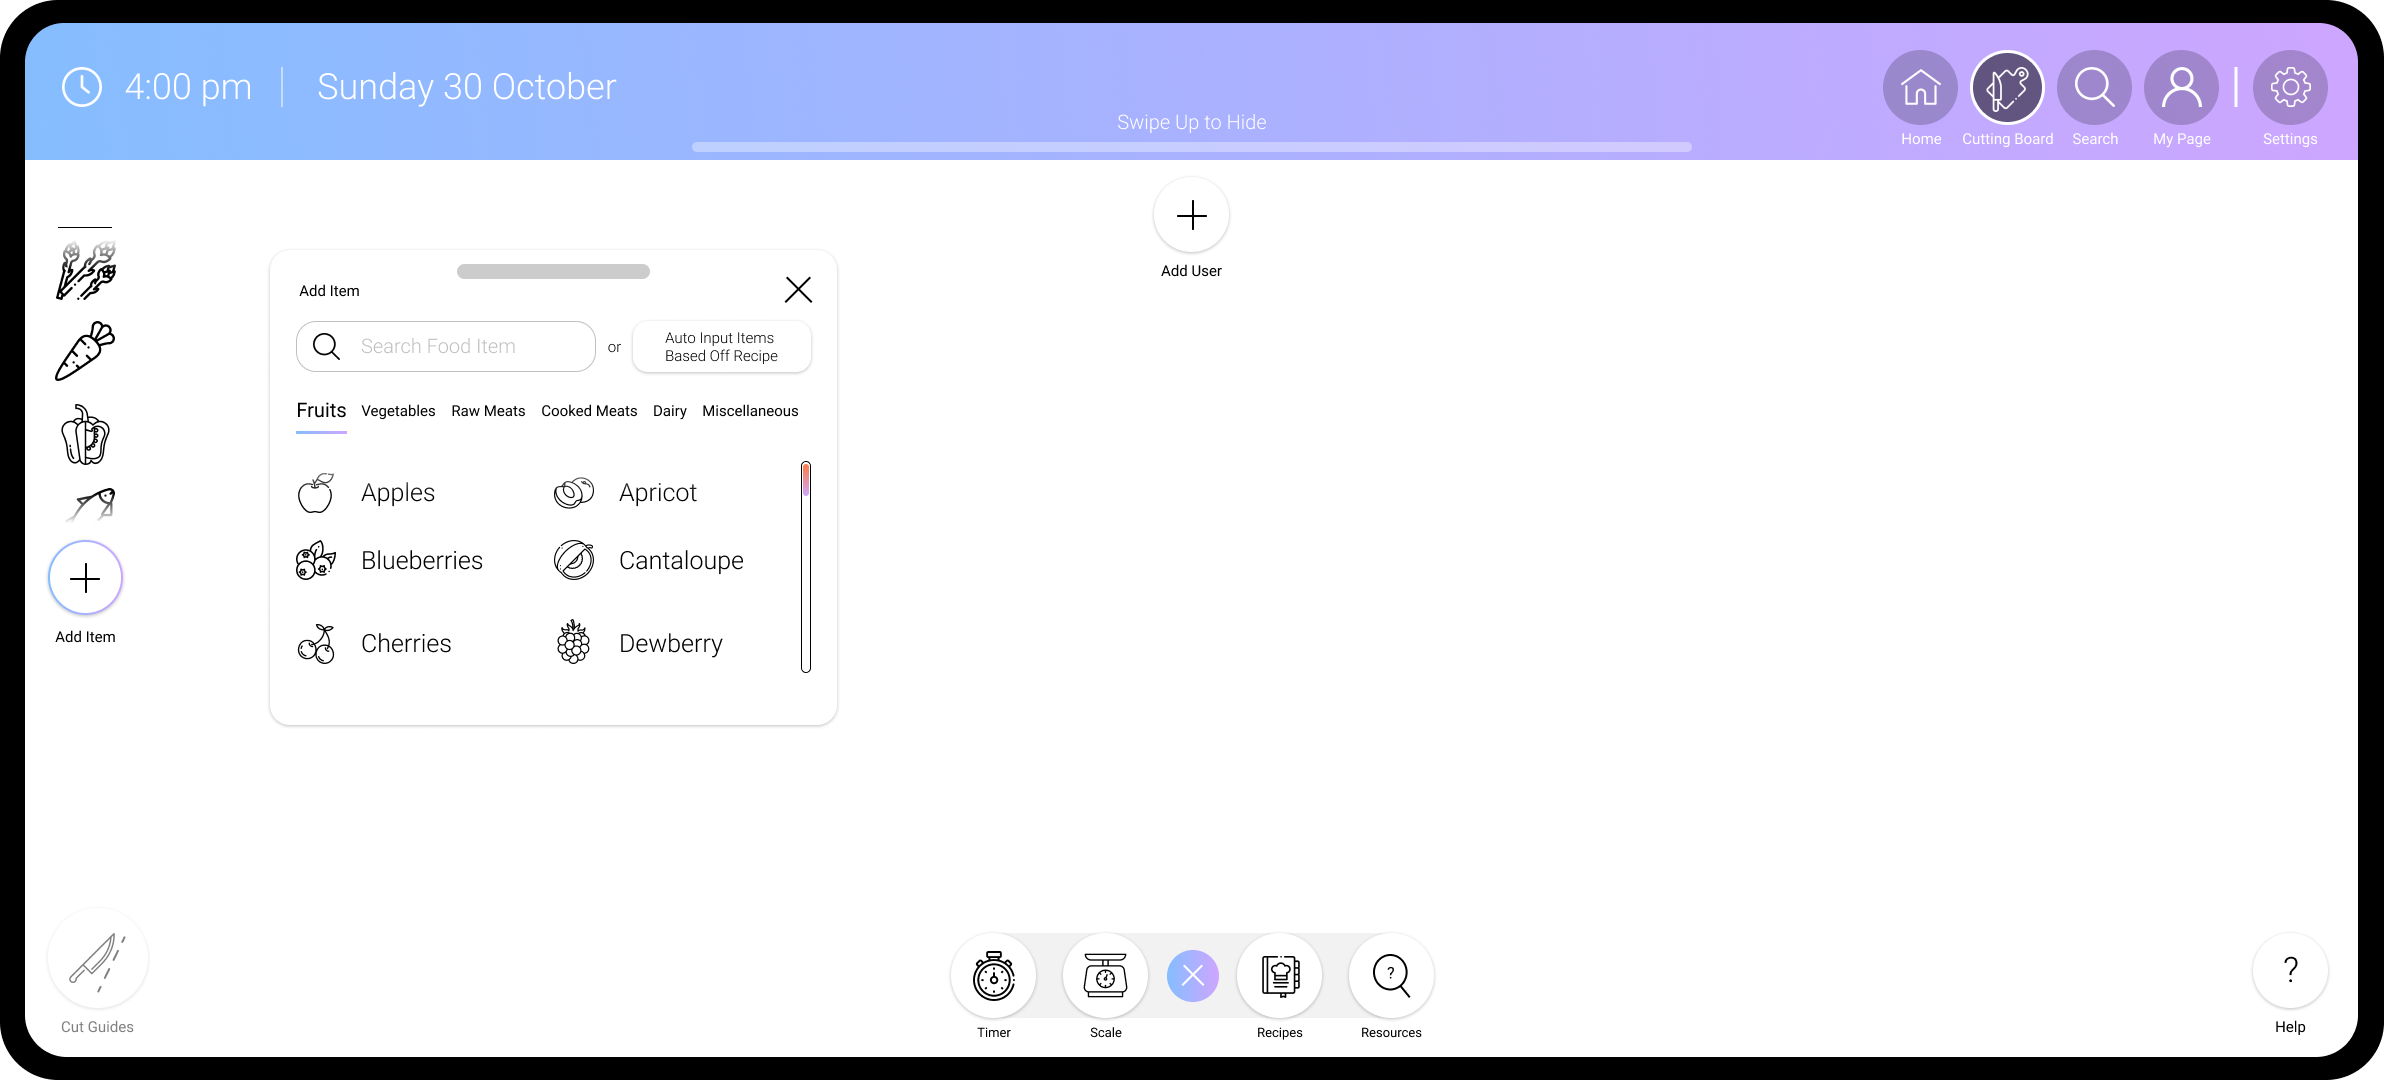 4:00 pm
Sunday 30 October
Swipe Up to Hide
Home
Cutting Board
Search
My Page
Settings
Add User
Add Item
Search Food Item
or
Auto Input Items
Based Off Recipe
Fruits
Vegetables
Raw Meats
Cooked Meats
Dairy
Miscellaneous
Apples
Apricot
Blueberries
Cantaloupe
Cherries
Dewberry
Add Item
Cut Guides
Timer
Scale
Recipes
?
Resources
?
Help